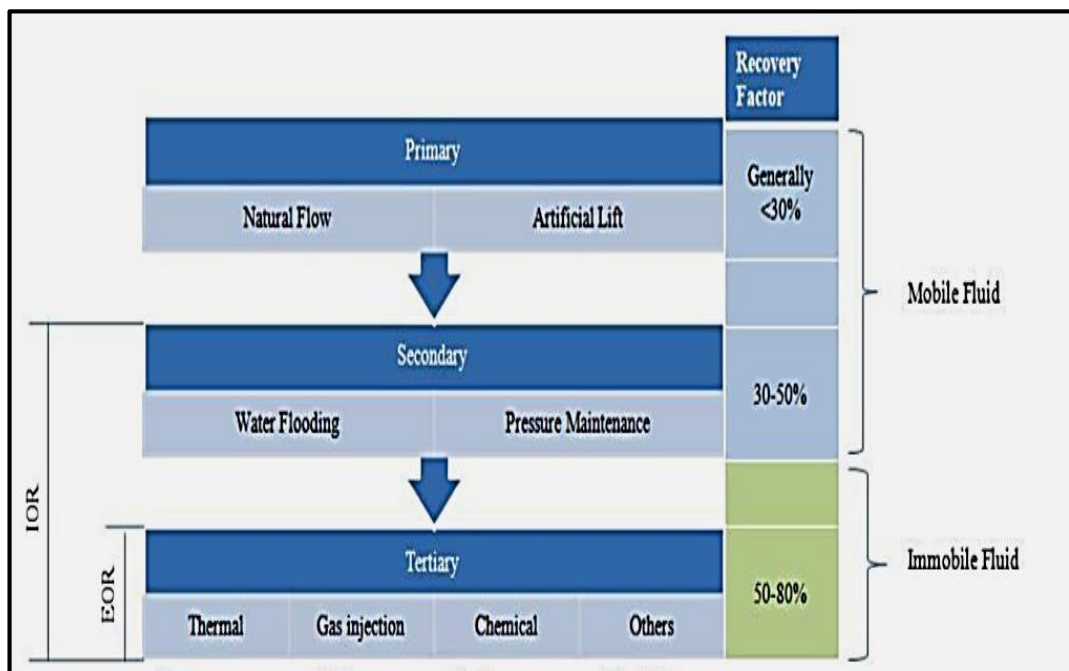 Recovery
Factor
Primary
Generally
<30%
Natural Flow
Artificial Lift
Mobile Fluid
Secondary
30-50%
Water Flooding
Pressure Maintenance
IOR
Tertiary
EOR
50-80%
Immobile Fluid
Thermal
Gas injection
Chemical
Others